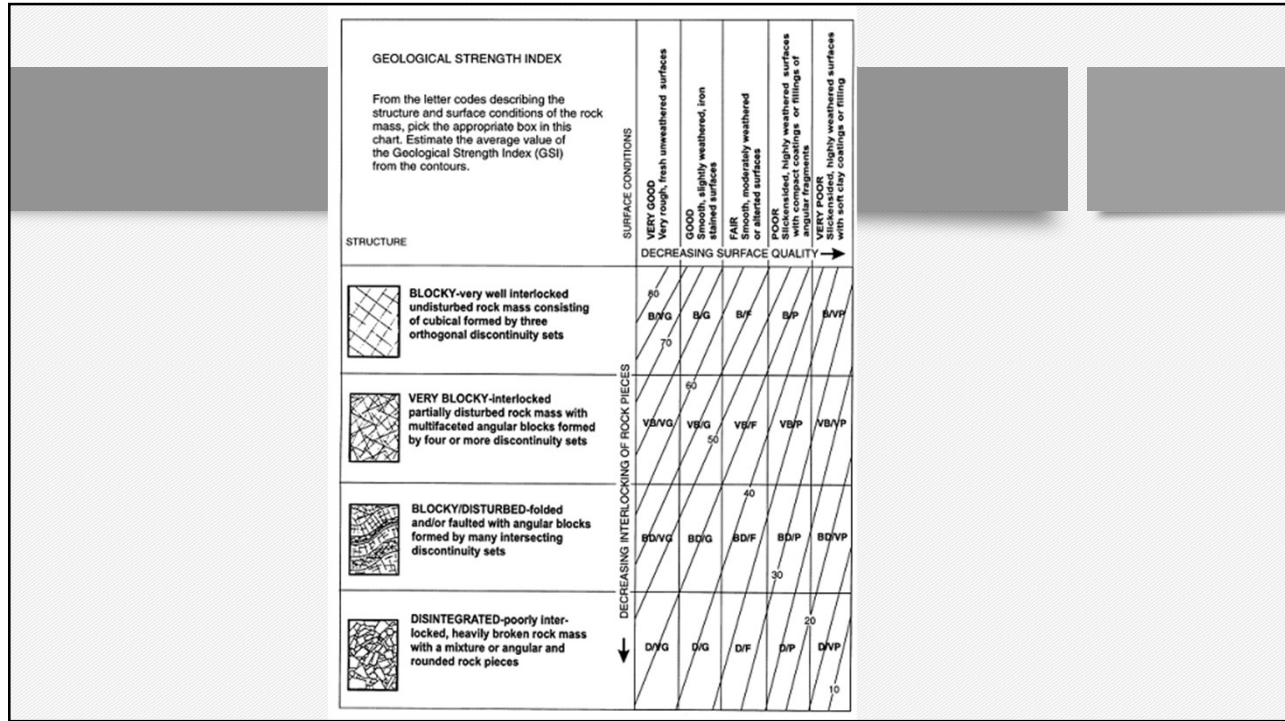 GEOLOGICAL STRENGTH INDEX
From the letter codes describing the
structure and surface conditions of the rock
mass, pick the appropriate box in this
chart. Estimate the average value of
the Geological Strength Index (GSI)
from the contours.
STRUCTURE
SURFACE CONDITIONS
VERY GOOD
Very rough, fresh unweathered surfaces
GOOD
Smooth, slightly weathered, iron
stained surfaces
FAIR
Smooth, moderately weathered
or alterted surfaces
POOR
Slickensided, highly weathered surfaces
with compact coatings or fillings of
angular fragments
VERY POOR
Slickensided, highly weathered surfaces
with soft clay coatings or filling
DECREASING SURFACE QUALITY
DECREASING INTERLOCKING OF ROCK PIECES
BLOCKY-very well interlocked
undisturbed rock mass consisting
of cubical formed by three
orthogonal discontinuity sets
80
B/VG B/G B/F B/P B/VP
70
VERY BLOCKY-interlocked
partially disturbed rock mass with
multifaceted angular blocks formed
by four or more discontinuity sets
60
VB/VG VB/G VB/F VB/P VB/VP
50
BLOCKY/DISTURBED-folded
and/or faulted with angular blocks
formed by many intersecting
discontinuity sets
40
BD/VG BD/G BD/F BD/P BD/VP
30
DISINTEGRATED-poorly inter-
locked, heavily broken rock mass
with a mixture or angular and
rounded rock pieces
20
D/VG D/G D/F D/P D/VP
10